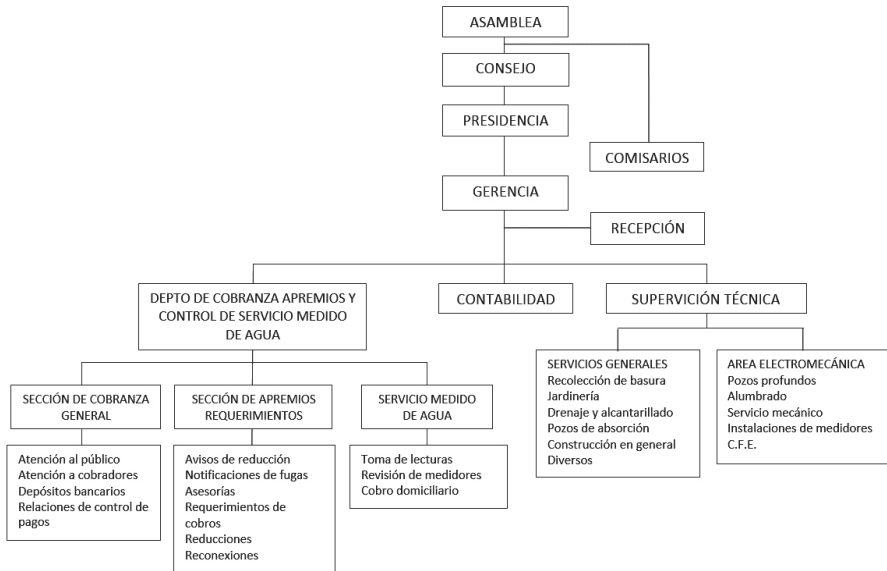 ASAMBLEA
CONSEJO
PRESIDENCIA
COMISARIOS
GERENCIA
RECEPCIÓN
DEPTO DE COBRANZA APREMIOS Y
CONTROL DE SERVICIO MEDIDO
DE AGUA
CONTABILIDAD
SUPERVICIÓN TÉCNICA
SECCIÓN DE COBRANZA
GENERAL
SECCIÓN DE APREMIOS
REQUERIMIENTOS
SERVICIO MEDIDO
DE AGUA
SERVICIOS GENERALES
Recolección de basura
Jardinería
Drenaje y alcantarillado
Pozos de absorción
Construcción en general
Diversos
AREA ELECTROMECÁNICA
Pozos profundos
Alumbrado
Servicio mecánico
Instalaciones de medidores
C.F.E.
Atención al público
Atención a cobradores
Depósitos bancarios
Relaciones de control de
pagos
Avisos de reducción
Notificaciones de fugas
Asesorías
Requerimientos de
cobros
Reducciones
Reconexiones
Toma de lecturas
Revisión de medidores
Cobro domiciliario